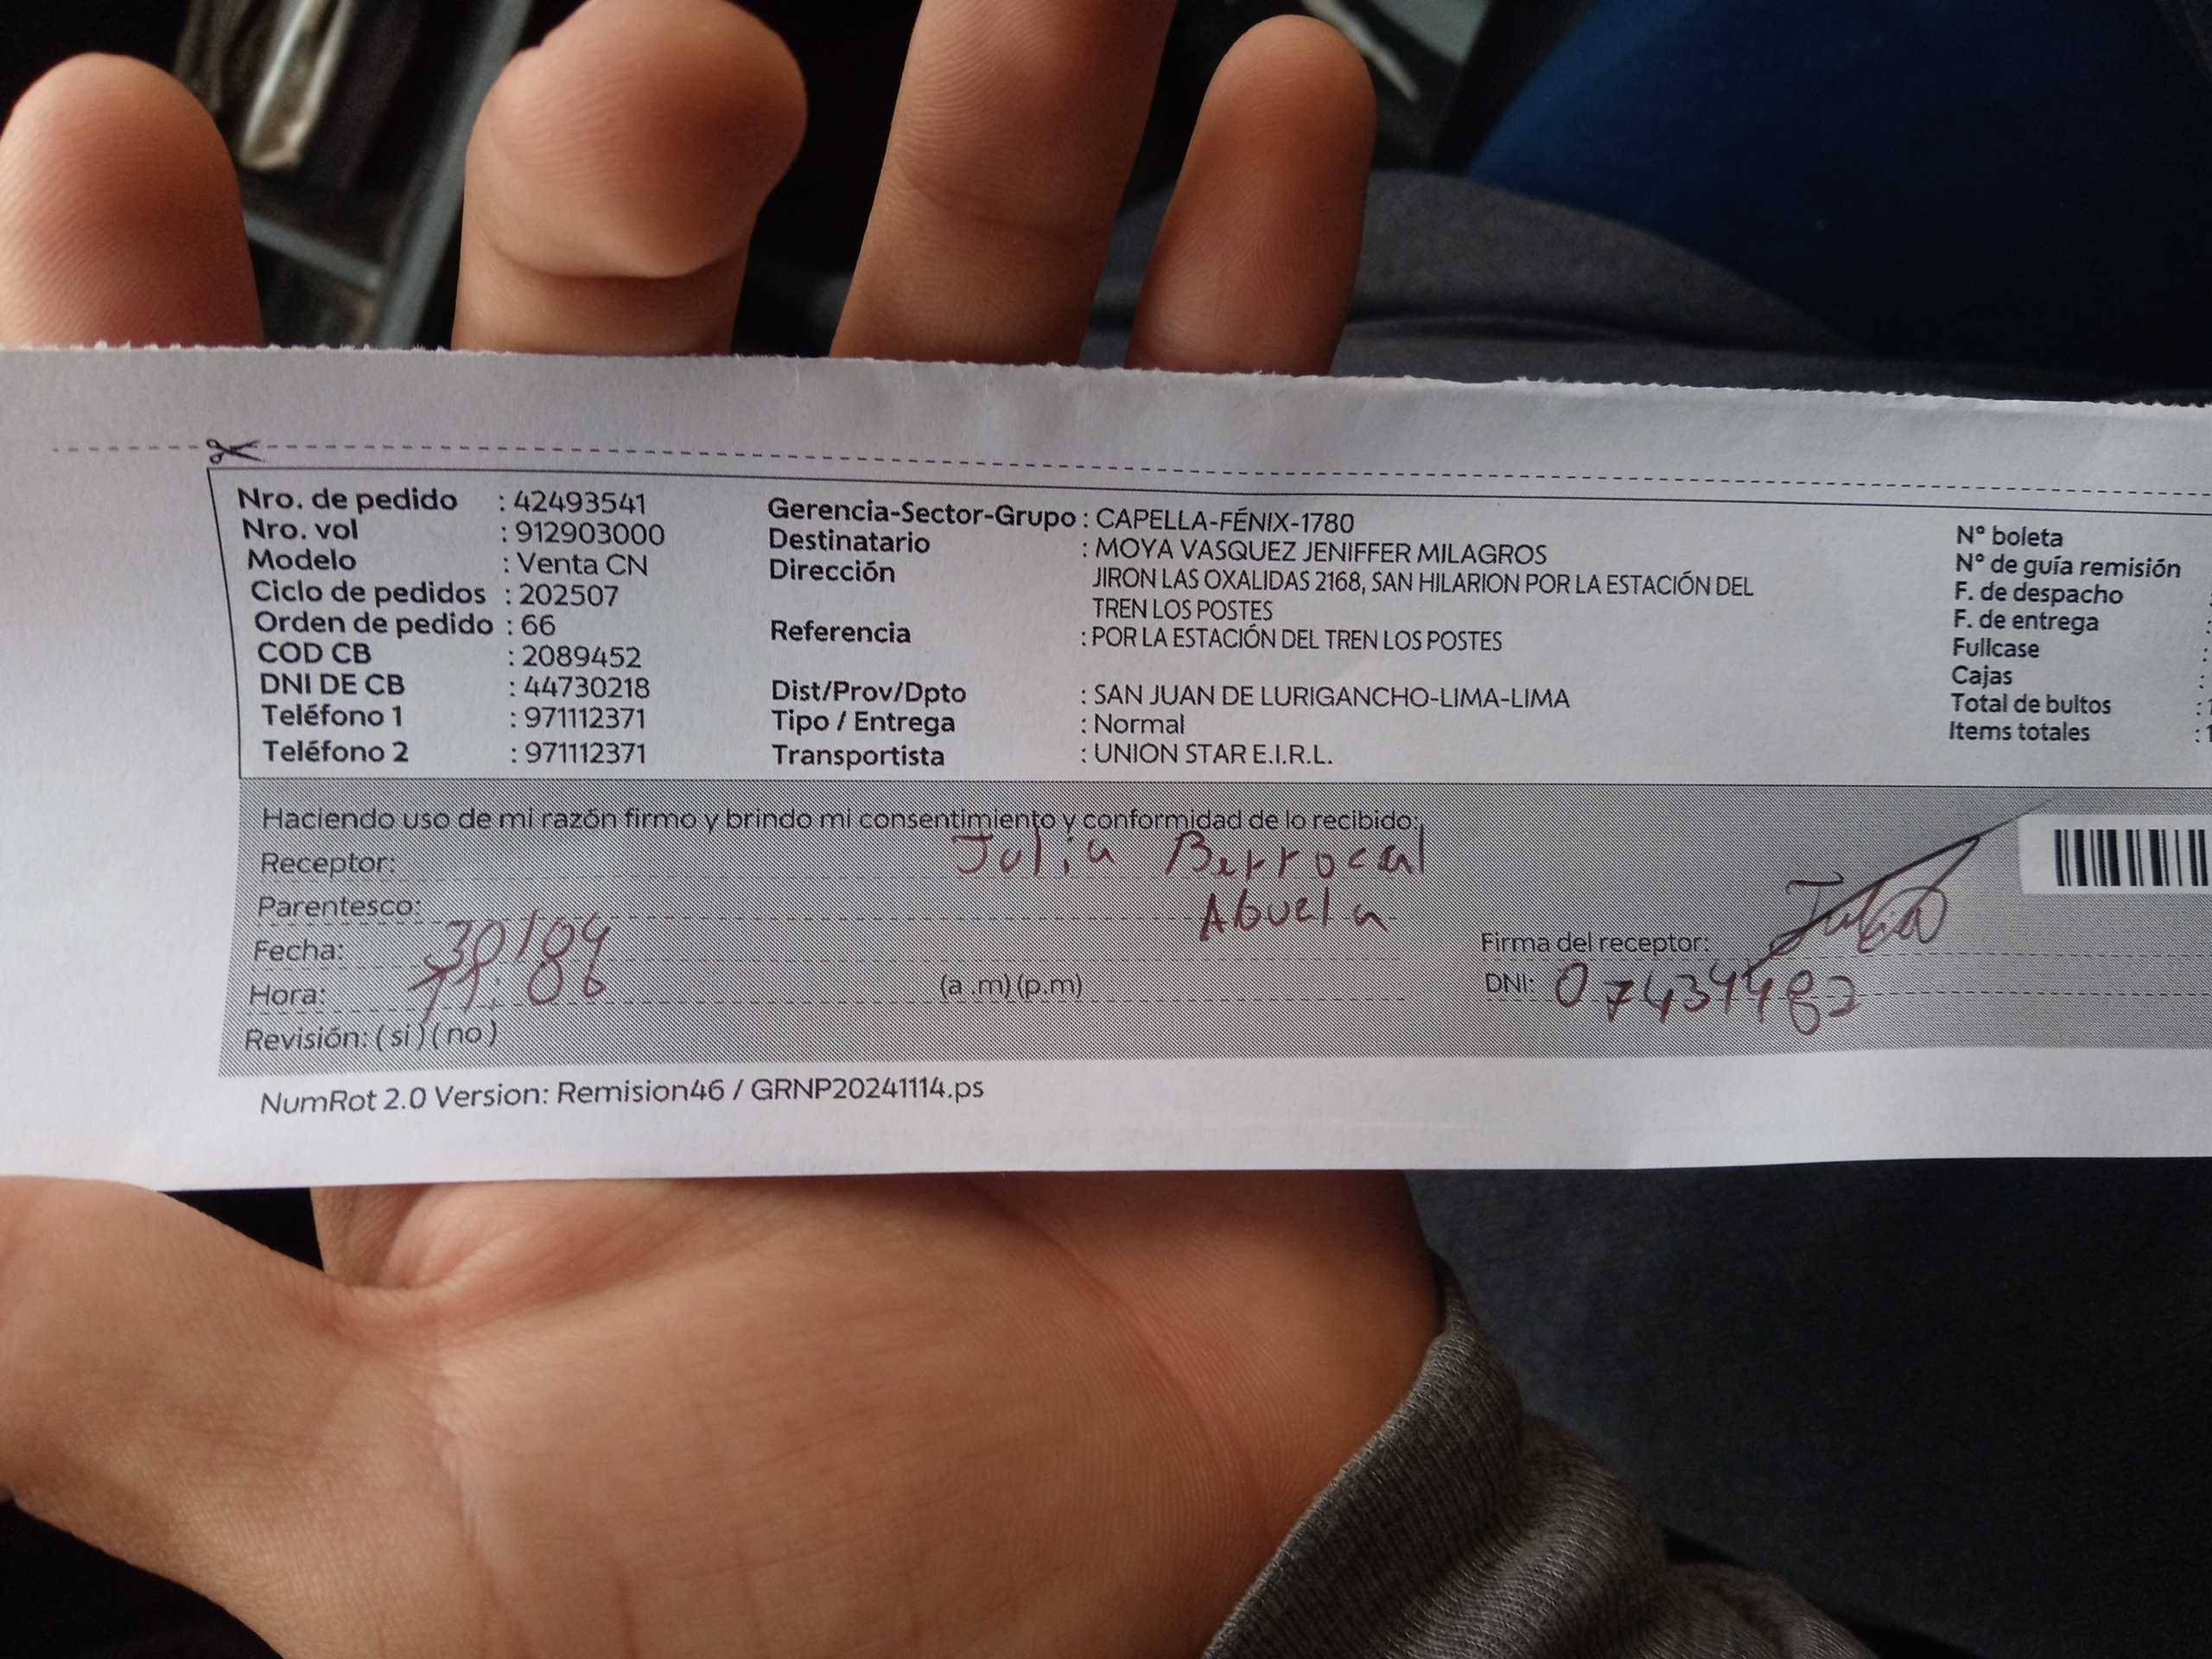 Nro. de pedido : 42493541
Nro. vol : 912903000
Modelo : Venta CN
Ciclo de pedidos : 202507
Orden de pedido : 66
COD CB : 2089452
DNI DE CB : 44730218
Teléfono 1 : 971112371
Teléfono 2 : 971112371
Gerencia-Sector-Grupo : CAPELLA-FÉNIX-1780
Destinatario : MOYA VASQUEZ JENIFFER MILAGROS
Dirección JIRON LAS OXALIDAS 2168, SAN HILARION POR LA ESTACIÓN DEL
TREN LOS POSTES
Referencia : POR LA ESTACIÓN DEL TREN LOS POSTES
Dist/Prov/Dpto : SAN JUAN DE LURIGANCHO-LIMA-LIMA
Tipo / Entrega : Normal
Transportista : UNION STAR E.I.R.L.
N° boleta
N° de guía remisión
F. de despacho :
F. de entrega :
Fullcase :
Cajas :
Total de bultos : 1
Items totales : 1
Haciendo uso de mi razón firmo y brindo mi consentimiento y conformidad de lo recibido:
Receptor: Julia Berrocal
Parentesco: Abuela
Fecha: 30/04
Hora: 11:06 (a .m) (p.m)
Revisión: ( si ) ( no )
Firma del receptor: Julia
DNI: 07434482
NumRot 2.0 Version: Remision46 / GRNP20241114.ps